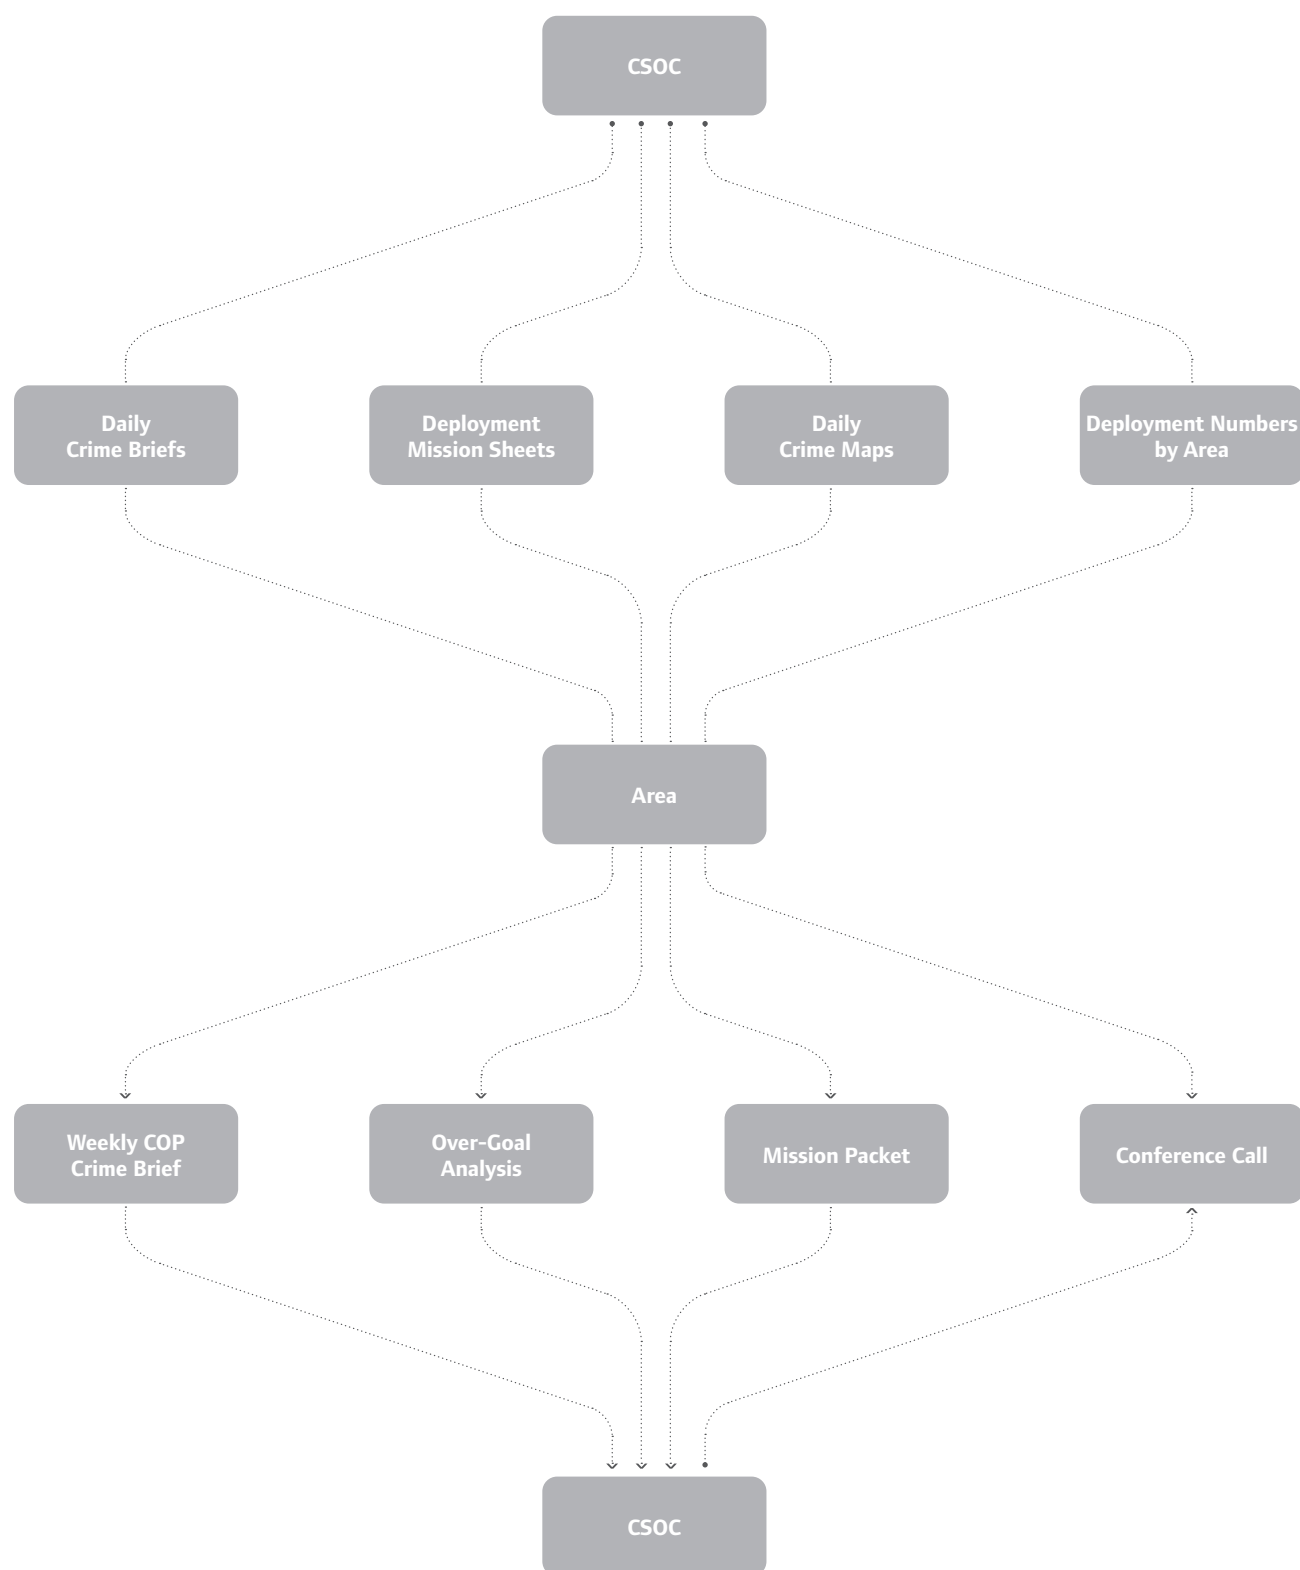 CSOC
Daily
Crime Briefs
Deployment
Mission Sheets
Daily
Crime Maps
Deployment Numbers
by Area
Area
Weekly COP
Crime Brief
Over-Goal
Analysis
Mission Packet
Conference Call
CSOC